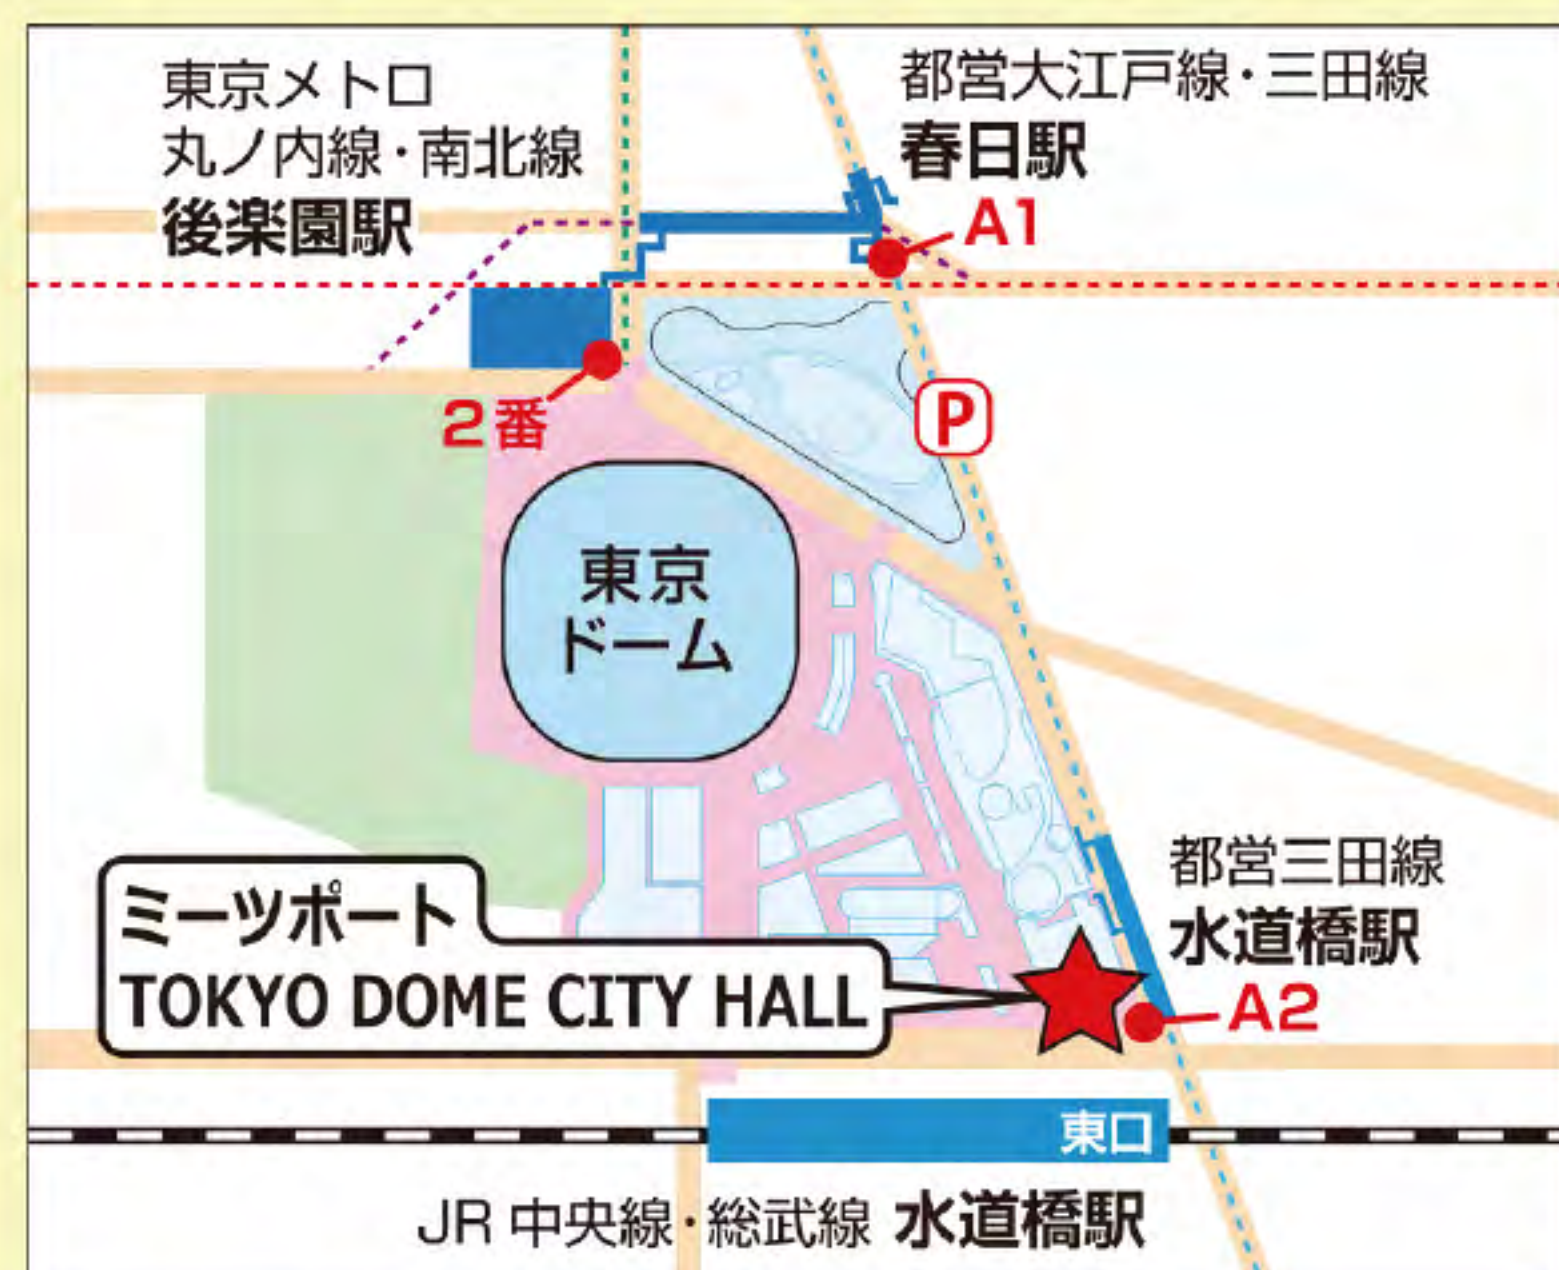 東京メトロ
丸ノ内線・南北線
後楽園駅
都営大江戸線・三田線
春日駅
A1
2番
P
東京
ドーム
ミーツポート
TOKYO DOME CITY HALL
都営三田線
水道橋駅
A2
東口
JR 中央線・総武線 水道橋駅